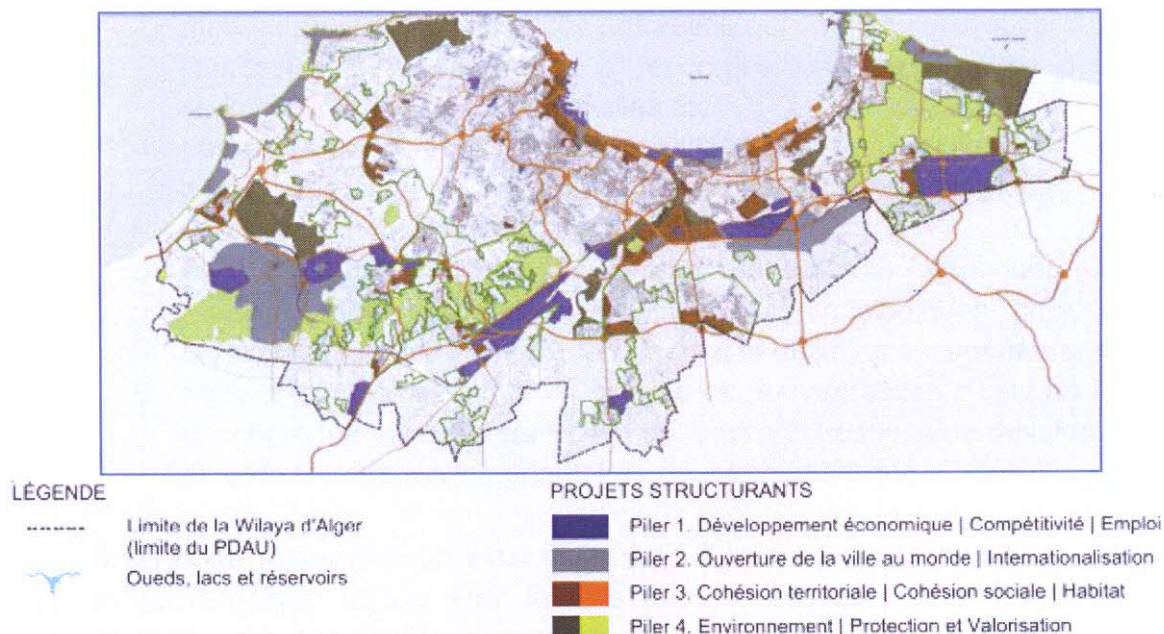 LÉGENDE
Limite de la Wilaya d'Alger
(limite du PDAU)
Oueds, lacs et réservoirs
PROJETS STRUCTURANTS
Piler 1. Développement économique | Compétitivité | Emploi
Piler 2. Ouverture de la ville au monde | Internationalisation
Piler 3. Cohésion territoriale | Cohésion sociale | Habitat
Piler 4. Environnement | Protection et Valorisation